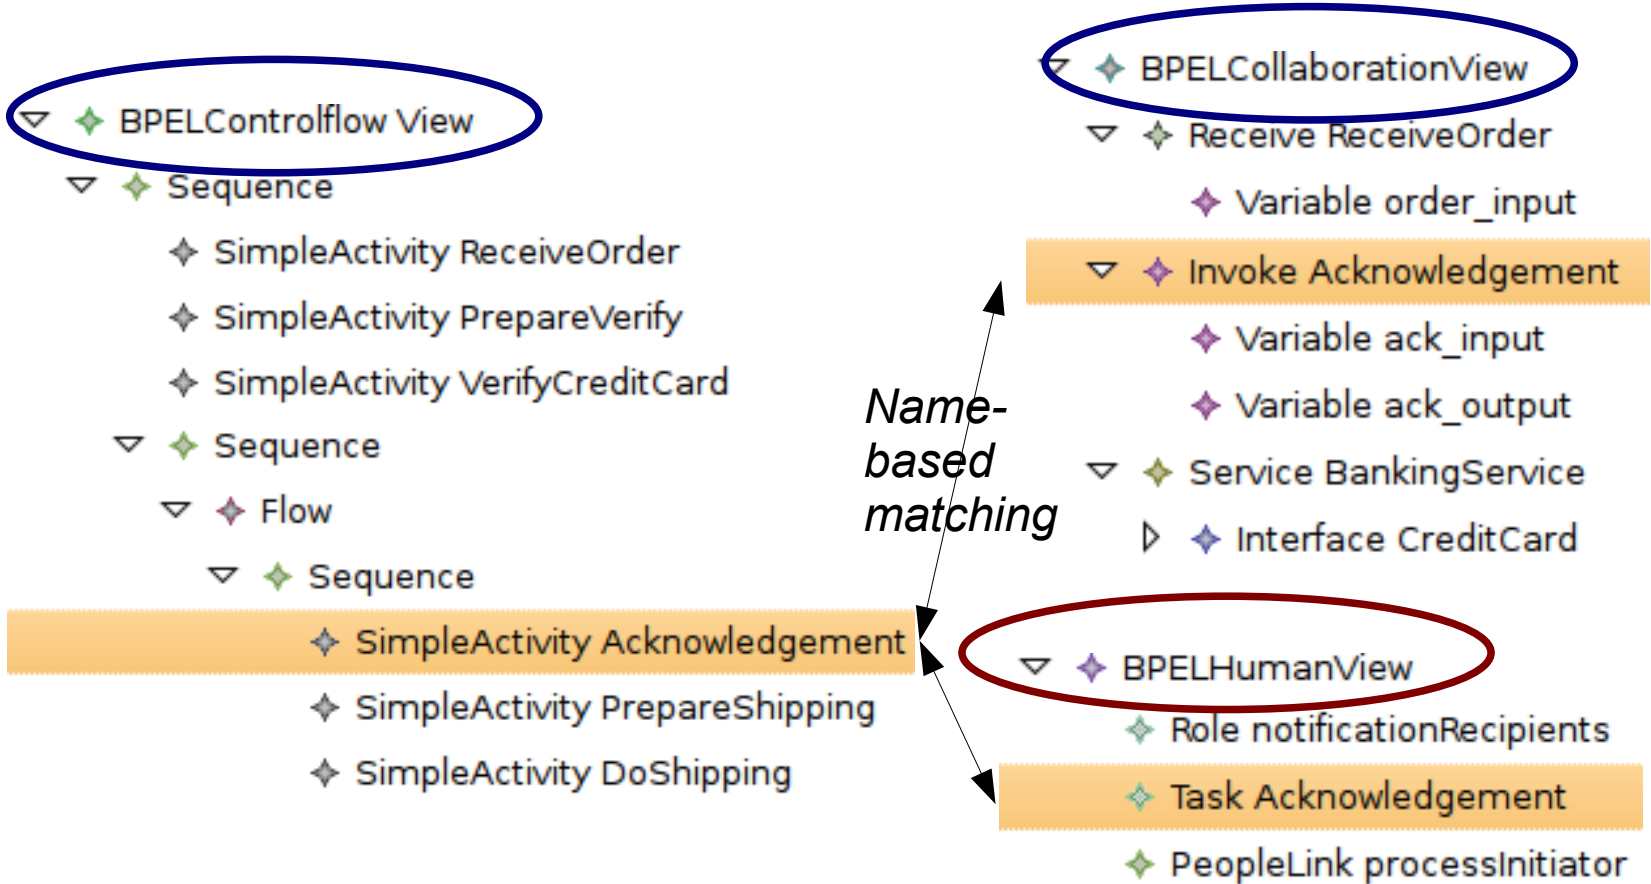 BPELControlflow View
Sequence
SimpleActivity ReceiveOrder
SimpleActivity PrepareVerify
SimpleActivity VerifyCreditCard
Sequence
Flow
Sequence
SimpleActivity Acknowledgement
SimpleActivity PrepareShipping
SimpleActivity DoShipping
Name-
based
matching
BPELCollaborationView
Receive ReceiveOrder
Variable order_input
Invoke Acknowledgement
Variable ack_input
Variable ack_output
Service BankingService
Interface CreditCard
BPELHumanView
Role notificationRecipients
Task Acknowledgement
PeopleLink processInitiator